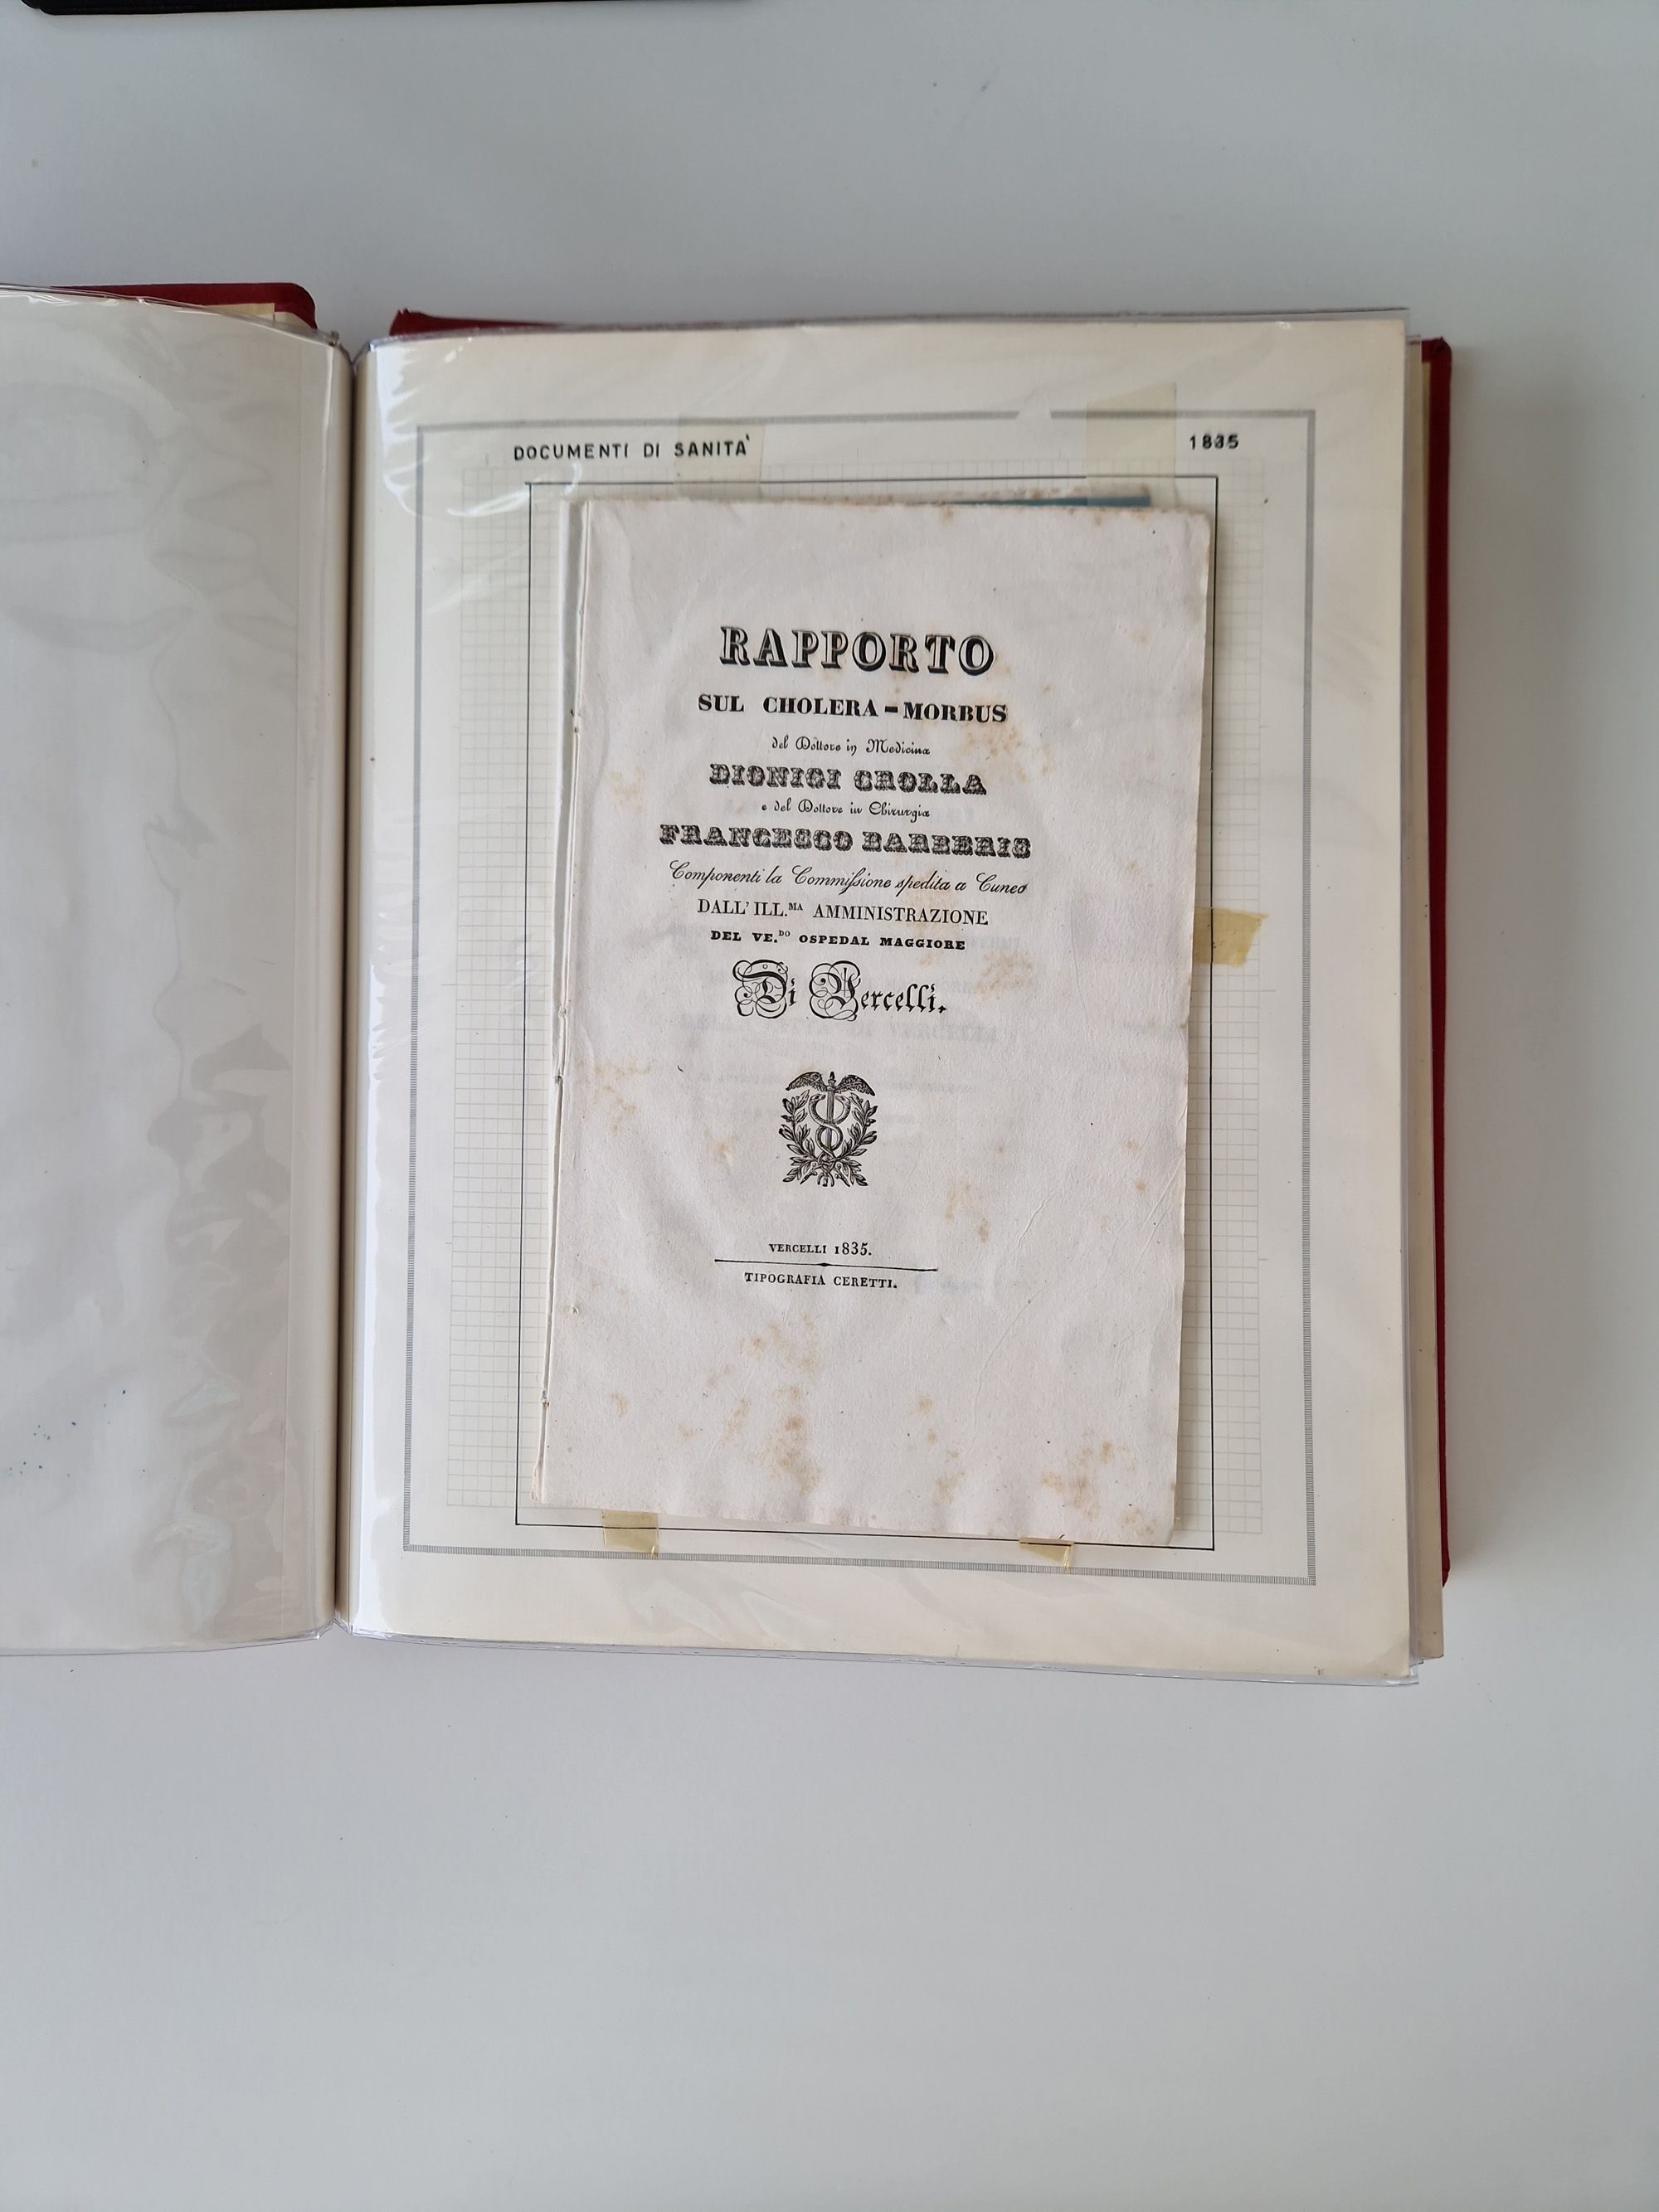 DOCUMENTI DI SANITA'
1835
RAPPORTO
SUL CHOLERA-MORBUS
del Dottore in Medicina
DIONIGI CROLLA
e del Dottore in Chirurgia
FRANCESCO BARBERIS
Componenti la Commissione spedita a Cuneo
DALL' ILL.MA AMMINISTRAZIONE
DEL VE.DO OSPEDAL MAGGIORE
Di Vercelli.
VERCELLI 1835.
TIPOGRAFIA CERETTI.